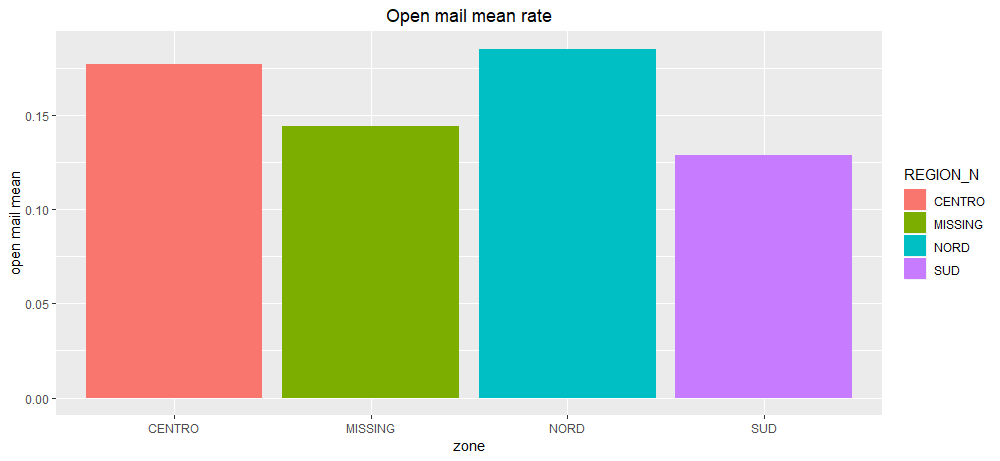 Open mail mean rate
open mail mean
0.15
0.10
0.05
0.00
CENTRO
MISSING
NORD
SUD
zone
REGION_N
CENTRO
MISSING
NORD
SUD